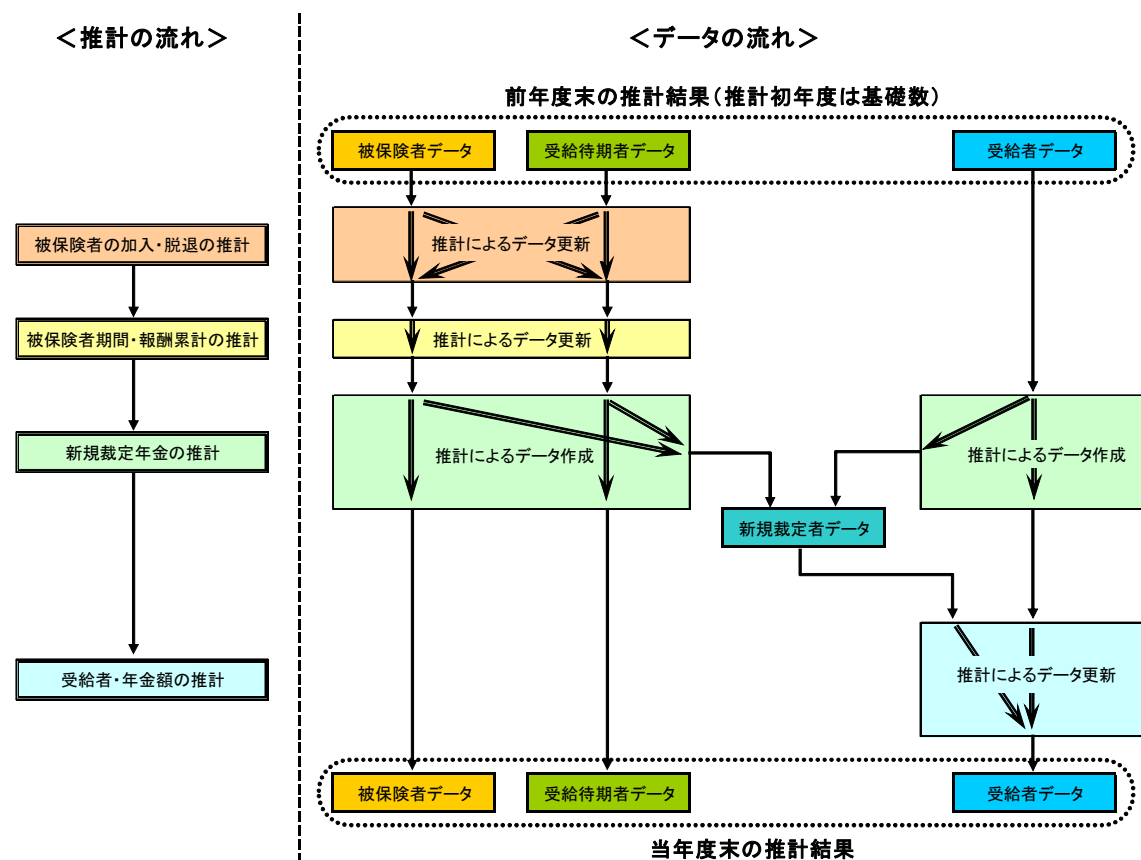 ＜推計の流れ＞
被保険者の加入・脱退の推計
被保険者期間・報酬累計の推計
新規裁定年金の推計
受給者・年金額の推計
＜データの流れ＞
前年度末の推計結果（推計初年度は基礎数）
被保険者データ
受給待期者データ
受給者データ
推計によるデータ更新
推計によるデータ更新
推計によるデータ作成
推計によるデータ作成
新規裁定者データ
推計によるデータ更新
被保険者データ
受給待期者データ
受給者データ
当年度末の推計結果